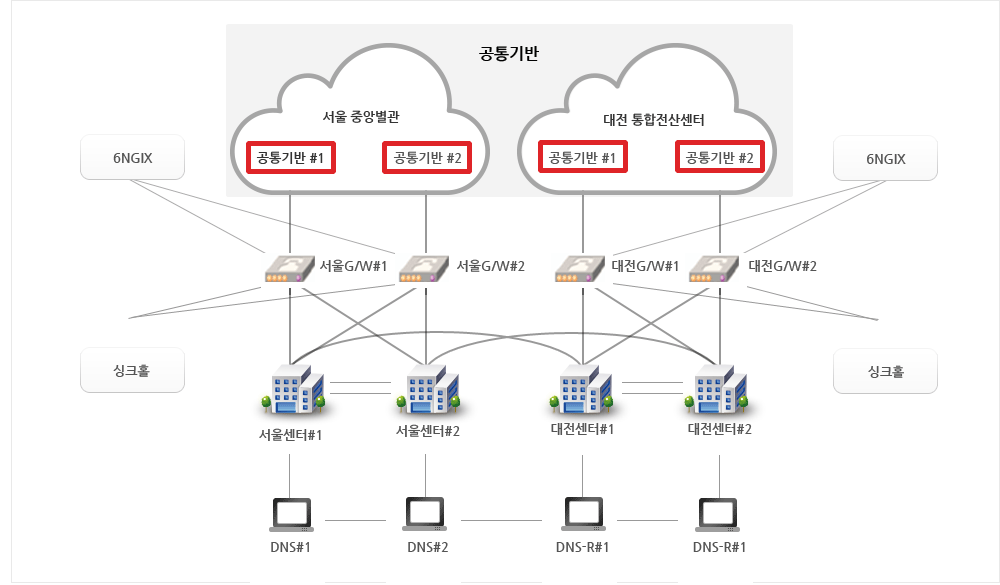 공통기반
서울 중앙별관
대전 통합전산센터
공통기반 #1
공통기반 #2
공통기반 #1
공통기반 #2
6NGIX
6NGIX
서울G/W#1
서울G/W#2
대전G/W#1
대전G/W#2
싱크홀
싱크홀
서울센터#1
서울센터#2
대전센터#1
대전센터#2
DNS#1
DNS#2
DNS-R#1
DNS-R#1